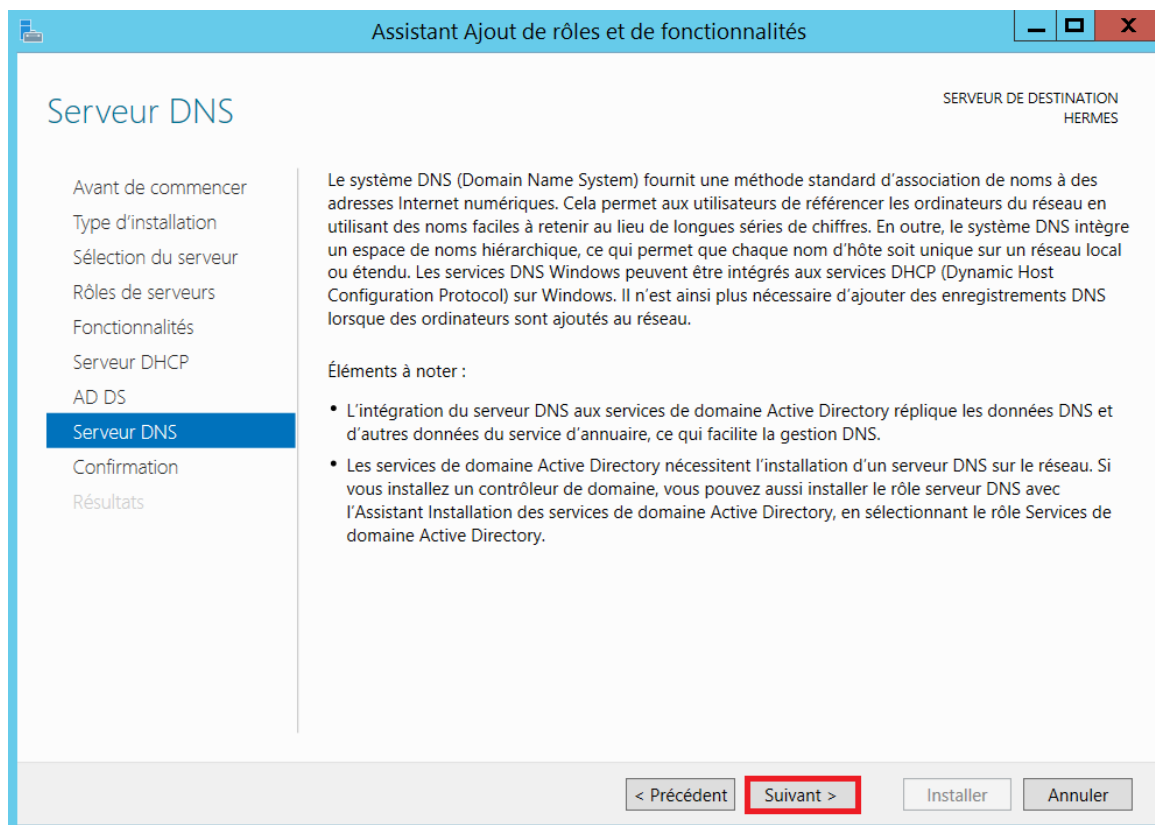 Assistant Ajout de rôles et de fonctionnalités
Serveur DNS
SERVEUR DE DESTINATION
HERMES
Avant de commencer
Type d'installation
Sélection du serveur
Rôles de serveurs
Fonctionnalités
Serveur DHCP
AD DS
Serveur DNS
Confirmation
Résultats
Le système DNS (Domain Name System) fournit une méthode standard d'association de noms à des
adresses Internet numériques. Cela permet aux utilisateurs de référencer les ordinateurs du réseau en
utilisant des noms faciles à retenir au lieu de longues séries de chiffres. En outre, le système DNS intègre
un espace de noms hiérarchique, ce qui permet que chaque nom d'hôte soit unique sur un réseau local
ou étendu. Les services DNS Windows peuvent être intégrés aux services DHCP (Dynamic Host
Configuration Protocol) sur Windows. Il n'est ainsi plus nécessaire d'ajouter des enregistrements DNS
lorsque des ordinateurs sont ajoutés au réseau.
Éléments à noter :
• L'intégration du serveur DNS aux services de domaine Active Directory réplique les données DNS et
d'autres données du service d'annuaire, ce qui facilite la gestion DNS.
• Les services de domaine Active Directory nécessitent l'installation d'un serveur DNS sur le réseau. Si
vous installez un contrôleur de domaine, vous pouvez aussi installer le rôle serveur DNS avec
l'Assistant Installation des services de domaine Active Directory, en sélectionnant le rôle Services de
domaine Active Directory.
< Précédent
Suivant >
Installer
Annuler